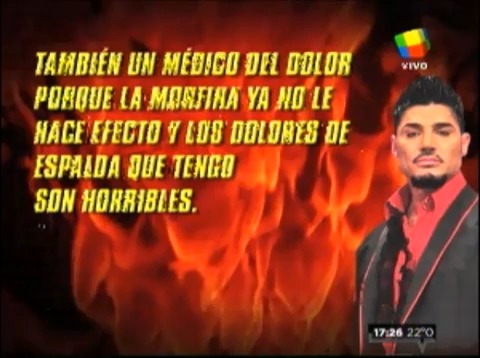 TAMBIÉN UN MÉDICO DEL DOLOR
PORQUE LA MORFINA YA NO LE
HACE EFECTO Y LOS DOLORES DE
ESPALDA QUE TENGO
SON HORRIBLES.
VIVO
17:26 22°